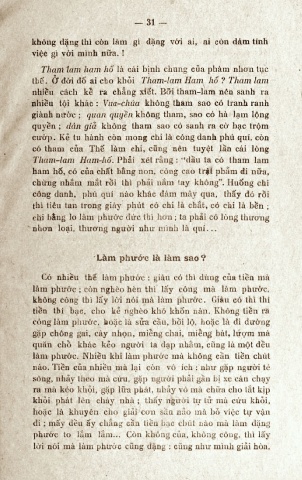 — 31 —
không dặng thì còn làm gì dặng với ai, ai còn dám tính
việc gì với mình nữa. !
Tham lam ham hố là cái bịnh chung của phàm nhơn tục
thế. Ở đời đố ai cho khỏi Tham-lam Ham hố ? Tham lam
nhiều cách kể ra chẳng xiết. Bởi tham-lam nên sanh ra
nhiều tội khác : Vua-chúa không tham sao có tranh ranh
giành nước ; quan quyền không tham, sao có hà lạm lộng
quyền ; dân giả không tham sao có sanh ra cờ bạc trộm
cướp. Kẻ tu hành còn mong chi là công danh phú quí, còn
có tham của Thế làm chi, cũng nên tuyệt lần cái lòng
Tham-lam Ham-hố. Phải xét rằng : "dầu ta có tham lam
ham hố, có của chất bằng non, công cao trật phẩm đi nữa,
chừng nhắm mắt rồi thì phải nắm tay không". Huống chi
công danh, phú quí nào khác đám mây qua, thấy đó rồi
thì tiêu tan trong giây phút có chi là chất, có chi là bền ;
chi bằng lo làm phước đức thì hơn ; ta phải có lòng thương
nhơn loại, thương người như mình là quí...
Làm phước là làm sao ?
Có nhiều thế làm phước : giàu có thì dùng của tiền mà
làm phước ; còn nghèo hèn thì lấy công mà làm phước,
không công thì lấy lời nói mà làm phước. Giàu có thì thí
tiền thí bạc, cho kẻ nghèo khó khốn nàn. Không tiền ra
công làm phước, hoặc là sửa cầu, bồi lộ, hoặc là đi đường
gặp chông gai, cây nhọn, miểng chai, miểng bát, lượm mà
quăn chỗ khác kẻo người ta đạp nhằm, cũng là một đều
làm phước. Nhiều khi làm phước mà không cần tiền chút
nào. Tiền của nhiều mà lại còn vô ích : như gặp người té
sông, nhảy theo mà cứu, gặp người phải gần bị xe cán chạy
ra mà kéo khỏi, gặp lửa phát, nhảy vô mà chữa cho tắt kịp
khỏi phát lên cháy nhà ; thấy người tự tử mà cứu khỏi,
hoặc là khuyên cho giải cơn sầu não mà bỏ việc tự vận
đi ; mấy đều ấy chẳng cần tiền bạc chút nào mà làm dặng
phước to lắm lắm... Còn không của, không công, thì lấy
lời nói mà làm phước cũng dặng : cũng như mình giải hòa,